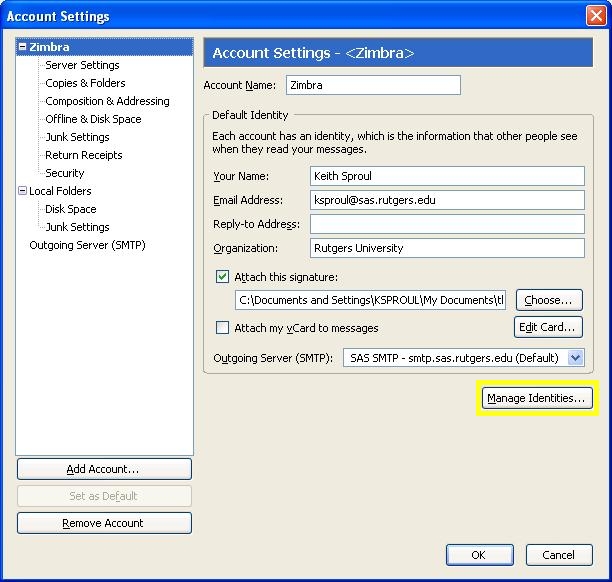 Account Settings
Zimbra
Server Settings
Copies & Folders
Composition & Addressing
Offline & Disk Space
Junk Settings
Return Receipts
Security
Local Folders
Disk Space
Junk Settings
Outgoing Server (SMTP)
Add Account...
Set as Default
Remove Account
Account Settings - <Zimbra>
Account Name: Zimbra
Default Identity
Each account has an identity, which is the information that other people see
when they read your messages.
Your Name: Keith Sproul
Email Address: ksproul@sas.rutgers.edu
Reply-to Address:
Organization: Rutgers University
Attach this signature:
C:\Documents and Settings\KSPROUL\My Documents\tl Choose...
Attach my vCard to messages Edit Card...
Outgoing Server (SMTP): SAS SMTP - smtp.sas.rutgers.edu (Default)
Manage Identities...
OK Cancel